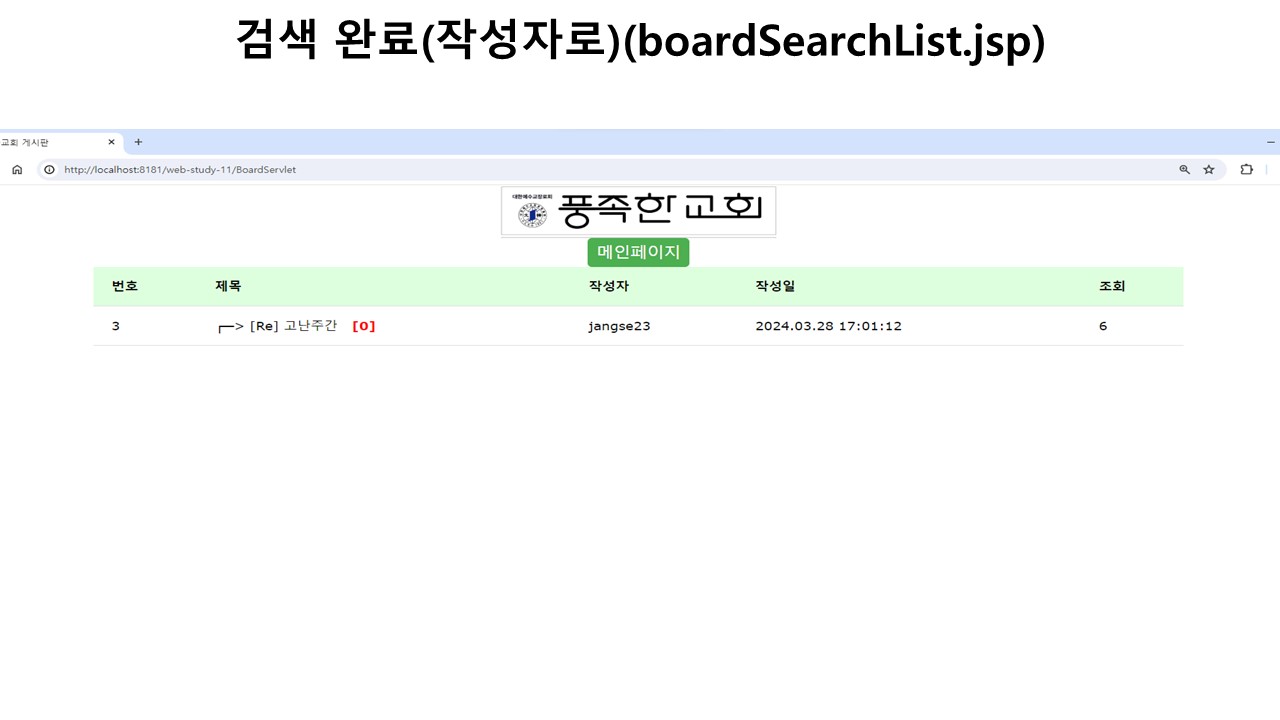 검색 완료(작성자로)(boardSearchList.jsp)
교회 게시판
http://localhost:8181/web-study-11/BoardServlet
대한예수교장로회
풍족한 교회
메인페이지
번호 제목 작성자 작성일 조회
3 ┌─> [Re] 고난주간 [0] jangse23 2024.03.28 17:01:12 6